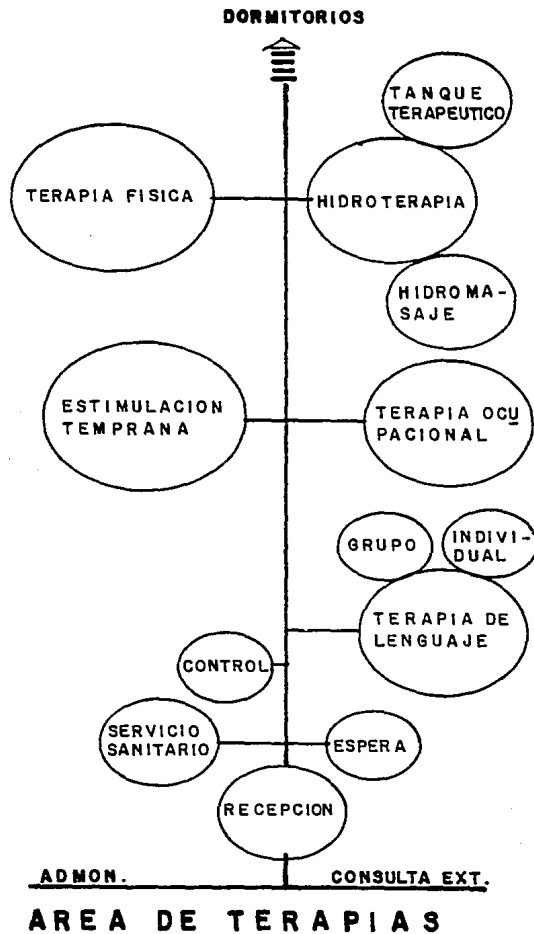 DORMITORIOS
TANQUE
TERAPEUTICO
TERAPIA FISICA
HIDROTERAPIA
HIDROMA-
SAJE
ESTIMULACION
TEMPRANA
TERAPIA OCU
PACIONAL
GRUPO
INDIVI-
DUAL
TERAPIA DE
LENGUAJE
CONTROL
SERVICIO
SANITARIO
ESPERA
RECEPCION
ADMON.
CONSULTA EXT.
AREA DE TERAPIAS